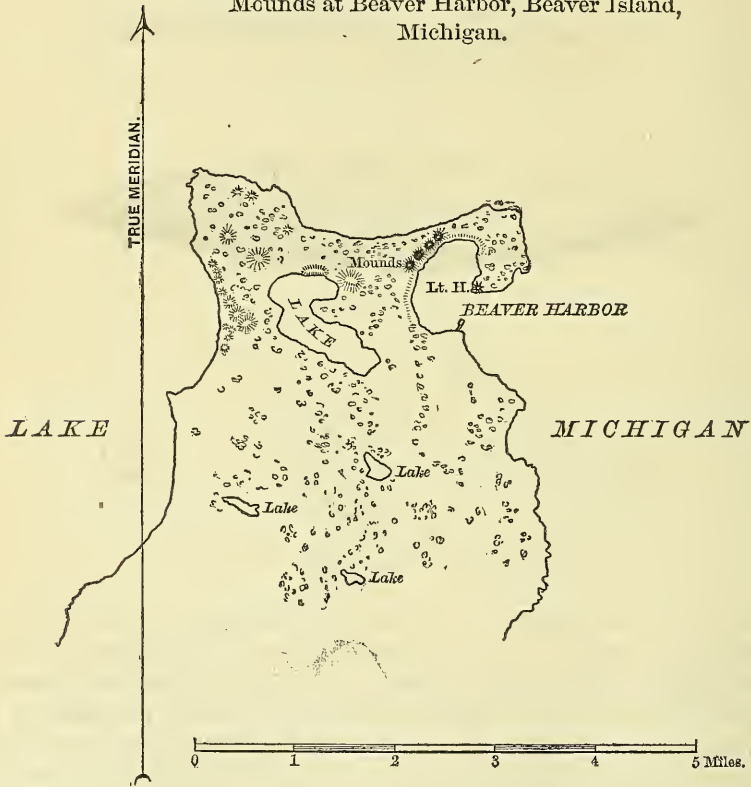 Mounds at Beaver Harbor, Beaver Island,
Michigan.
TRUE MERIDIAN.
Mounds
Lt. H.
BEAVER HARBOR
LAKE
LAKE
MICHIGAN
Lake
Lake
Lake
0 1 2 3 4 5 Miles.